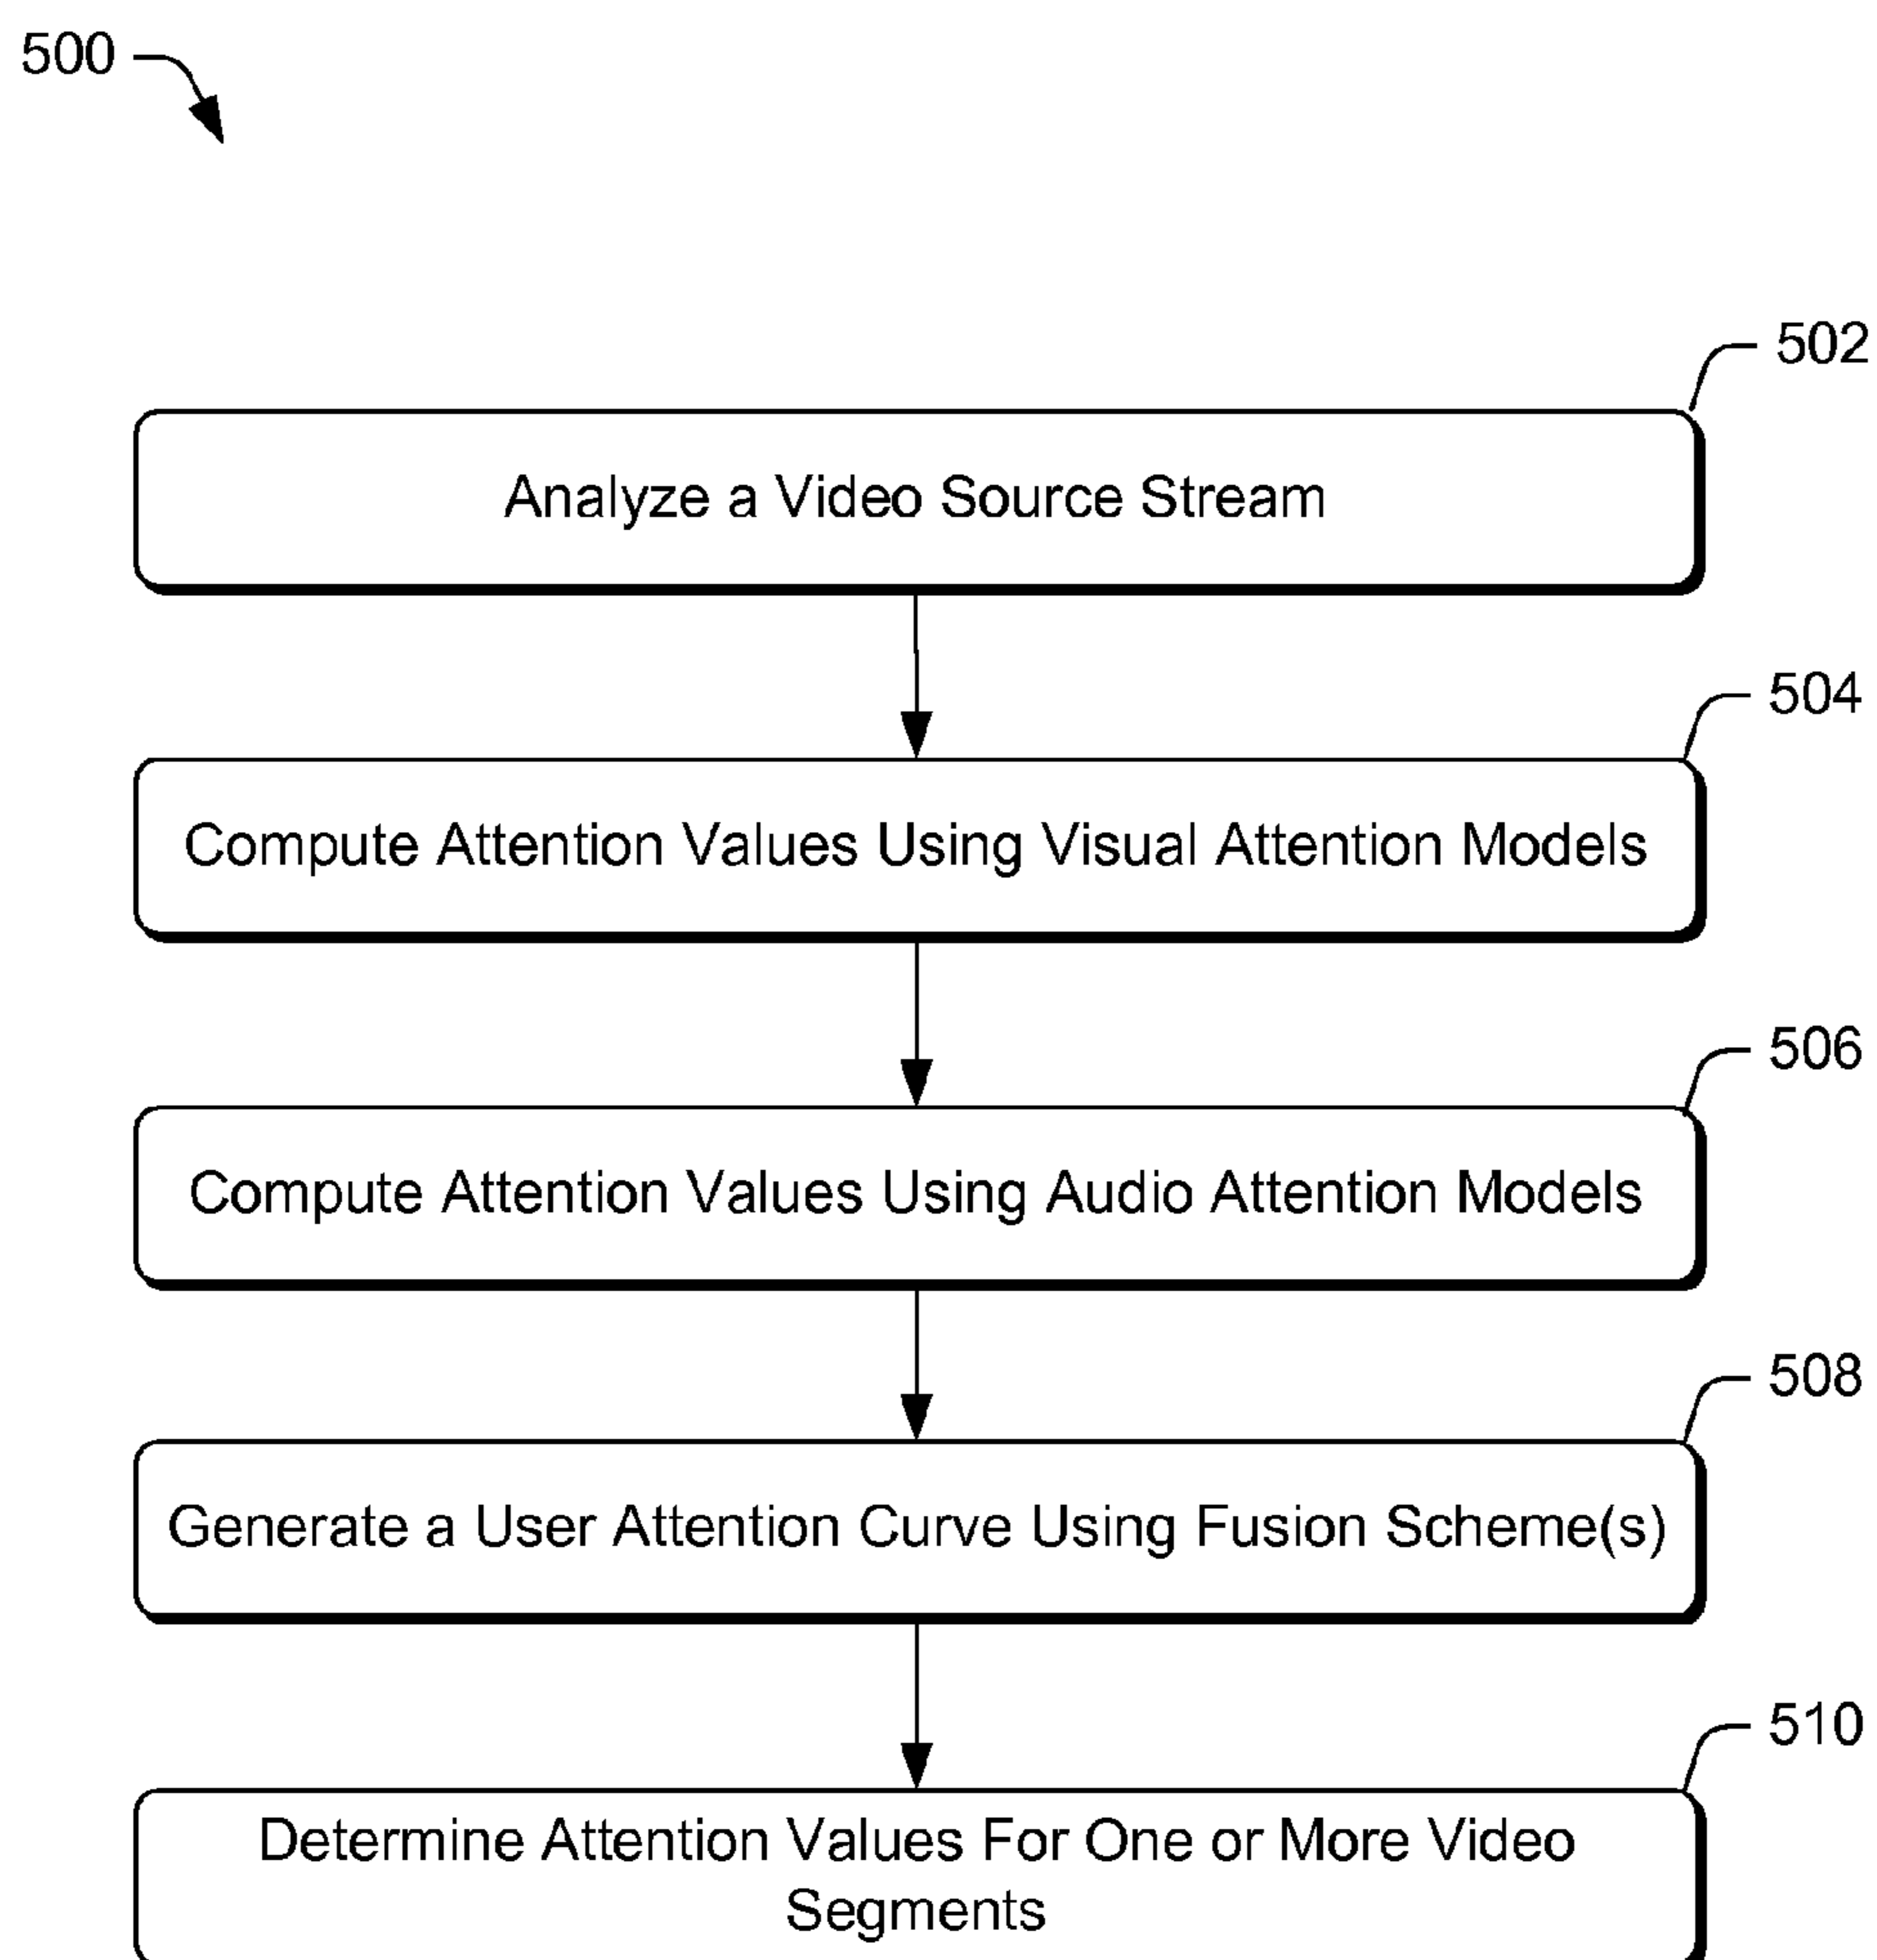 500
502
Analyze a Video Source Stream
504
Compute Attention Values Using Visual Attention Models
506
Compute Attention Values Using Audio Attention Models
508
Generate a User Attention Curve Using Fusion Scheme(s)
510
Determine Attention Values For One or More Video
Segments